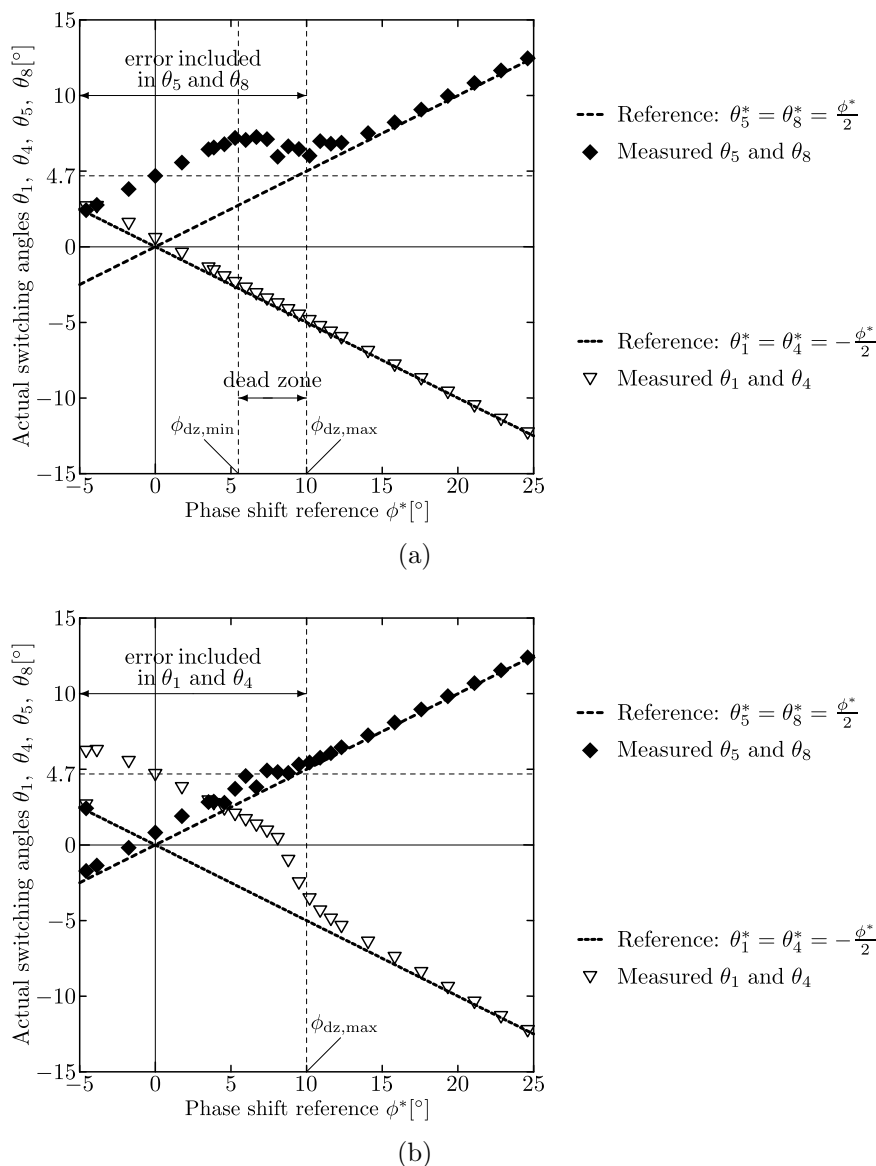 (a)
Actual switching angles θ₁, θ₄, θ₅, θ₈[°]
15
10
4.7
0
−5
−10
−15
error included
in θ₅ and θ₈
dead zone
ϕ_dz,min
ϕ_dz,max
−5 0 5 10 15 20 25
Phase shift reference ϕ*[°]
Reference: θ₅* = θ₈* = ϕ*/2
Measured θ₅ and θ₈
Reference: θ₁* = θ₄* = −ϕ*/2
Measured θ₁ and θ₄
(b)
Actual switching angles θ₁, θ₄, θ₅, θ₈[°]
15
10
4.7
0
−5
−10
−15
error included
in θ₁ and θ₄
ϕ_dz,max
−5 0 5 10 15 20 25
Phase shift reference ϕ*[°]
Reference: θ₅* = θ₈* = ϕ*/2
Measured θ₅ and θ₈
Reference: θ₁* = θ₄* = −ϕ*/2
Measured θ₁ and θ₄